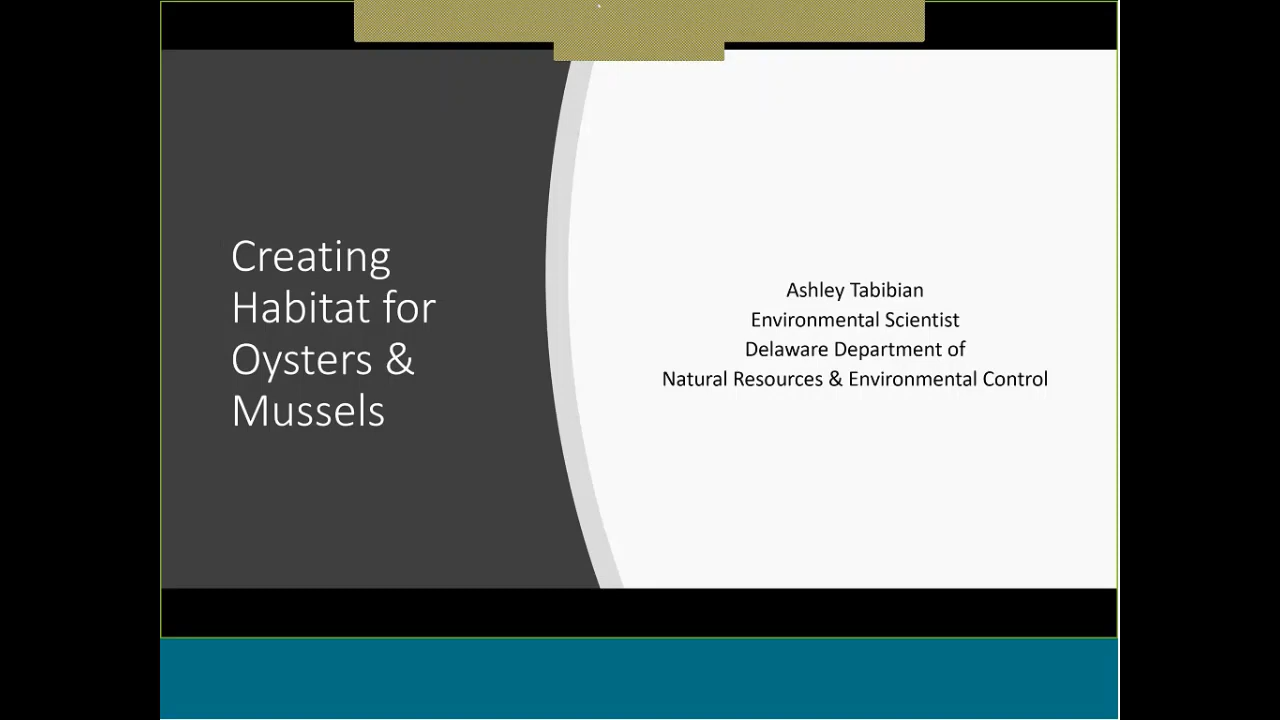 Creating
Habitat for
Oysters &
Mussels
Ashley Tabibian
Environmental Scientist
Delaware Department of
Natural Resources & Environmental Control